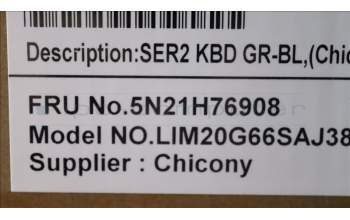 Description:SER2 KBD GR-BL,(Chic
FRU No.5N21H76908
Model NO.LIM20G66SAJ38
Supplier : Chicony